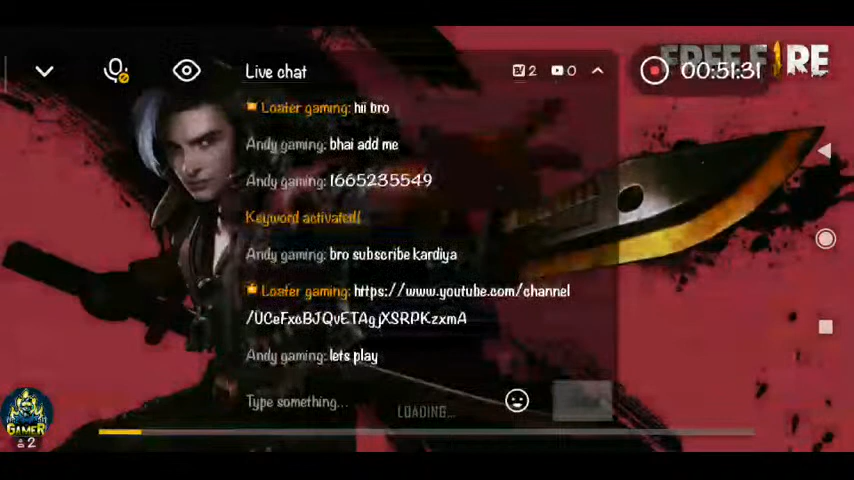 FREE FIRE
Live chat
2
0
00:51:31
Loafer gaming: hii bro
Andy gaming: bhai add me
Andy gaming: 1665235549
Keyword activated!
Andy gaming: bro subscribe kardiya
Loafer gaming: https://www.youtube.com/channel
/UCeFxaBJQvETAgjXSRPKzxmA
Andy gaming: lets play
Type something...
LOADING...
GAMER
2